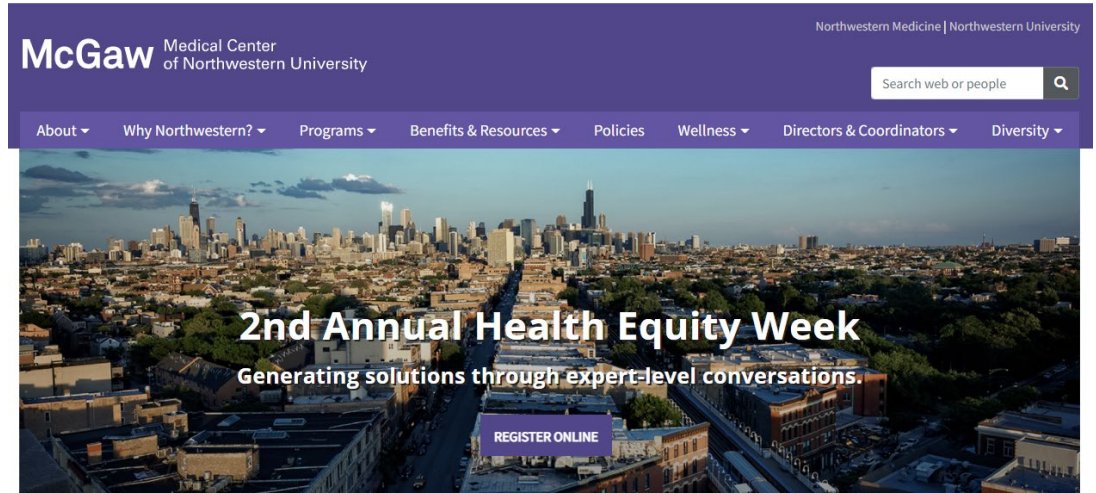 Northwestern Medicine | Northwestern University
McGaw Medical Center
of Northwestern University
Search web or people
About Why Northwestern? Programs Benefits & Resources Policies Wellness Directors & Coordinators Diversity
2nd Annual Health Equity Week
Generating solutions through expert-level conversations.
REGISTER ONLINE